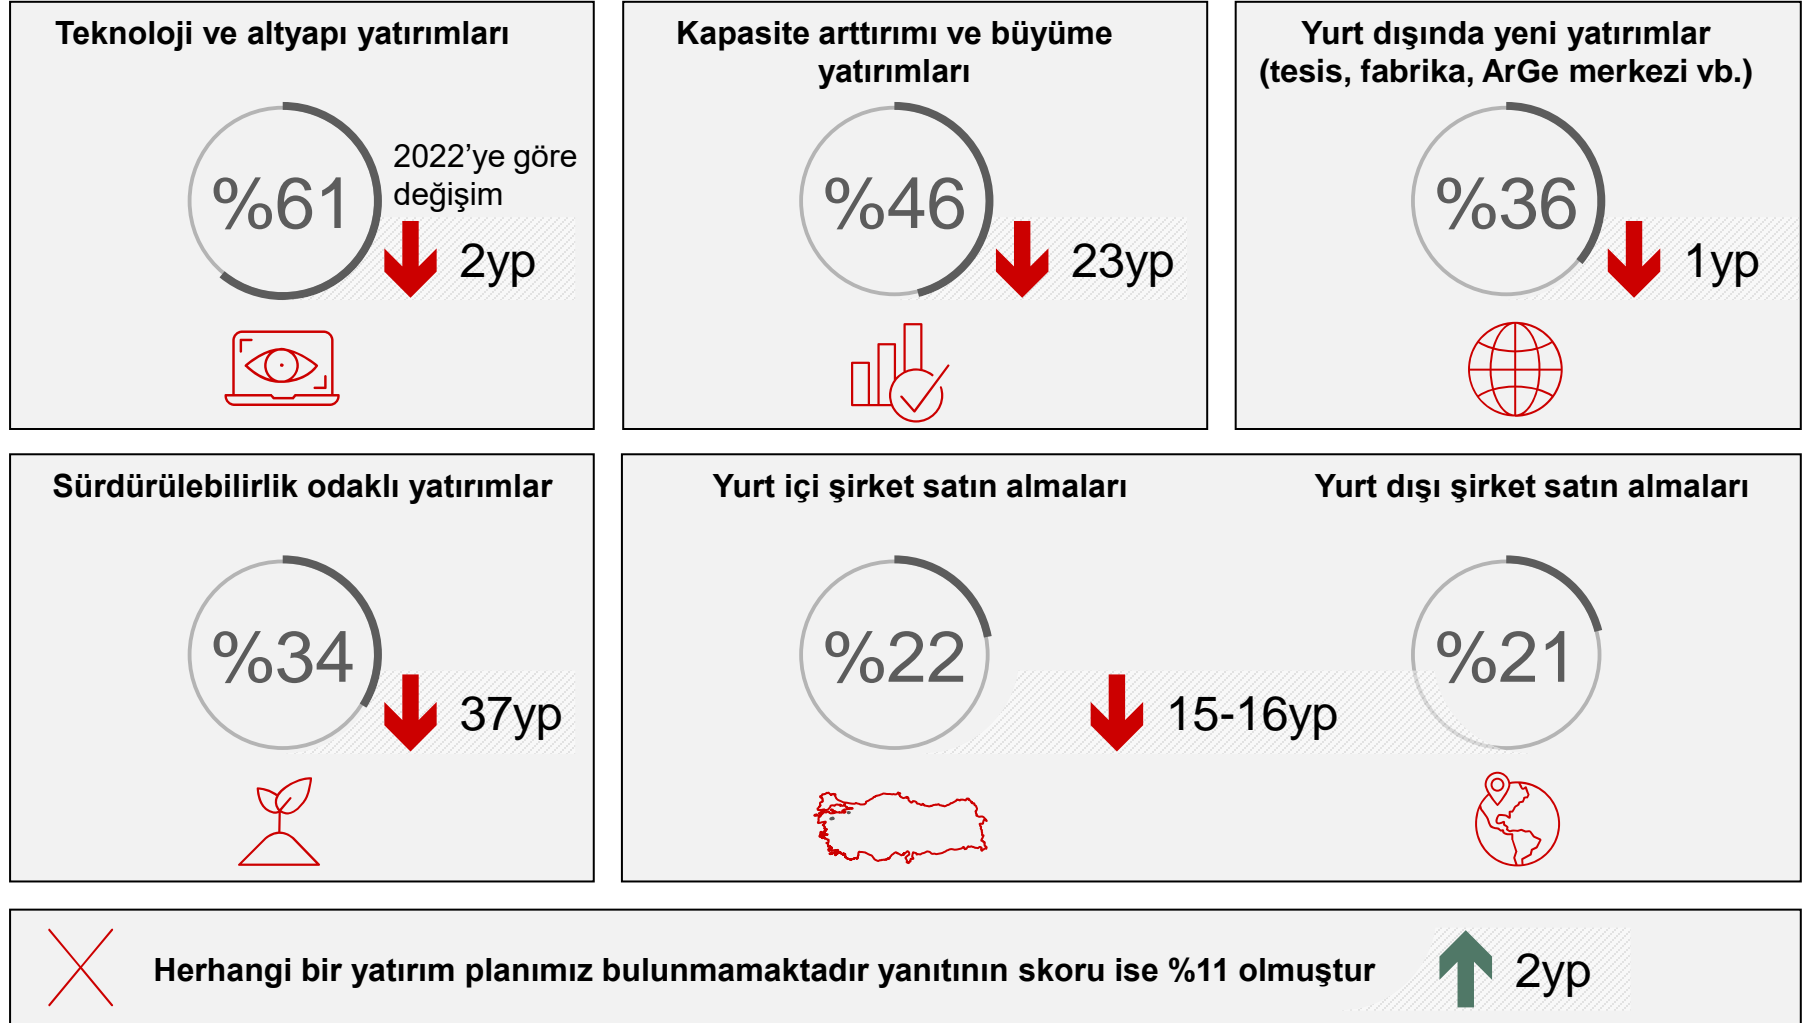 Teknoloji ve altyapı yatırımları
%61
2022’ye göre
değişim
2yp
Kapasite arttırımı ve büyüme
yatırımları
%46
23yp
Yurt dışında yeni yatırımlar
(tesis, fabrika, ArGe merkezi vb.)
%36
1yp
Sürdürülebilirlik odaklı yatırımlar
%34
37yp
Yurt içi şirket satın almaları
%22
15-16yp
Yurt dışı şirket satın almaları
%21
Herhangi bir yatırım planımız bulunmamaktadır yanıtının skoru ise %11 olmuştur
2yp